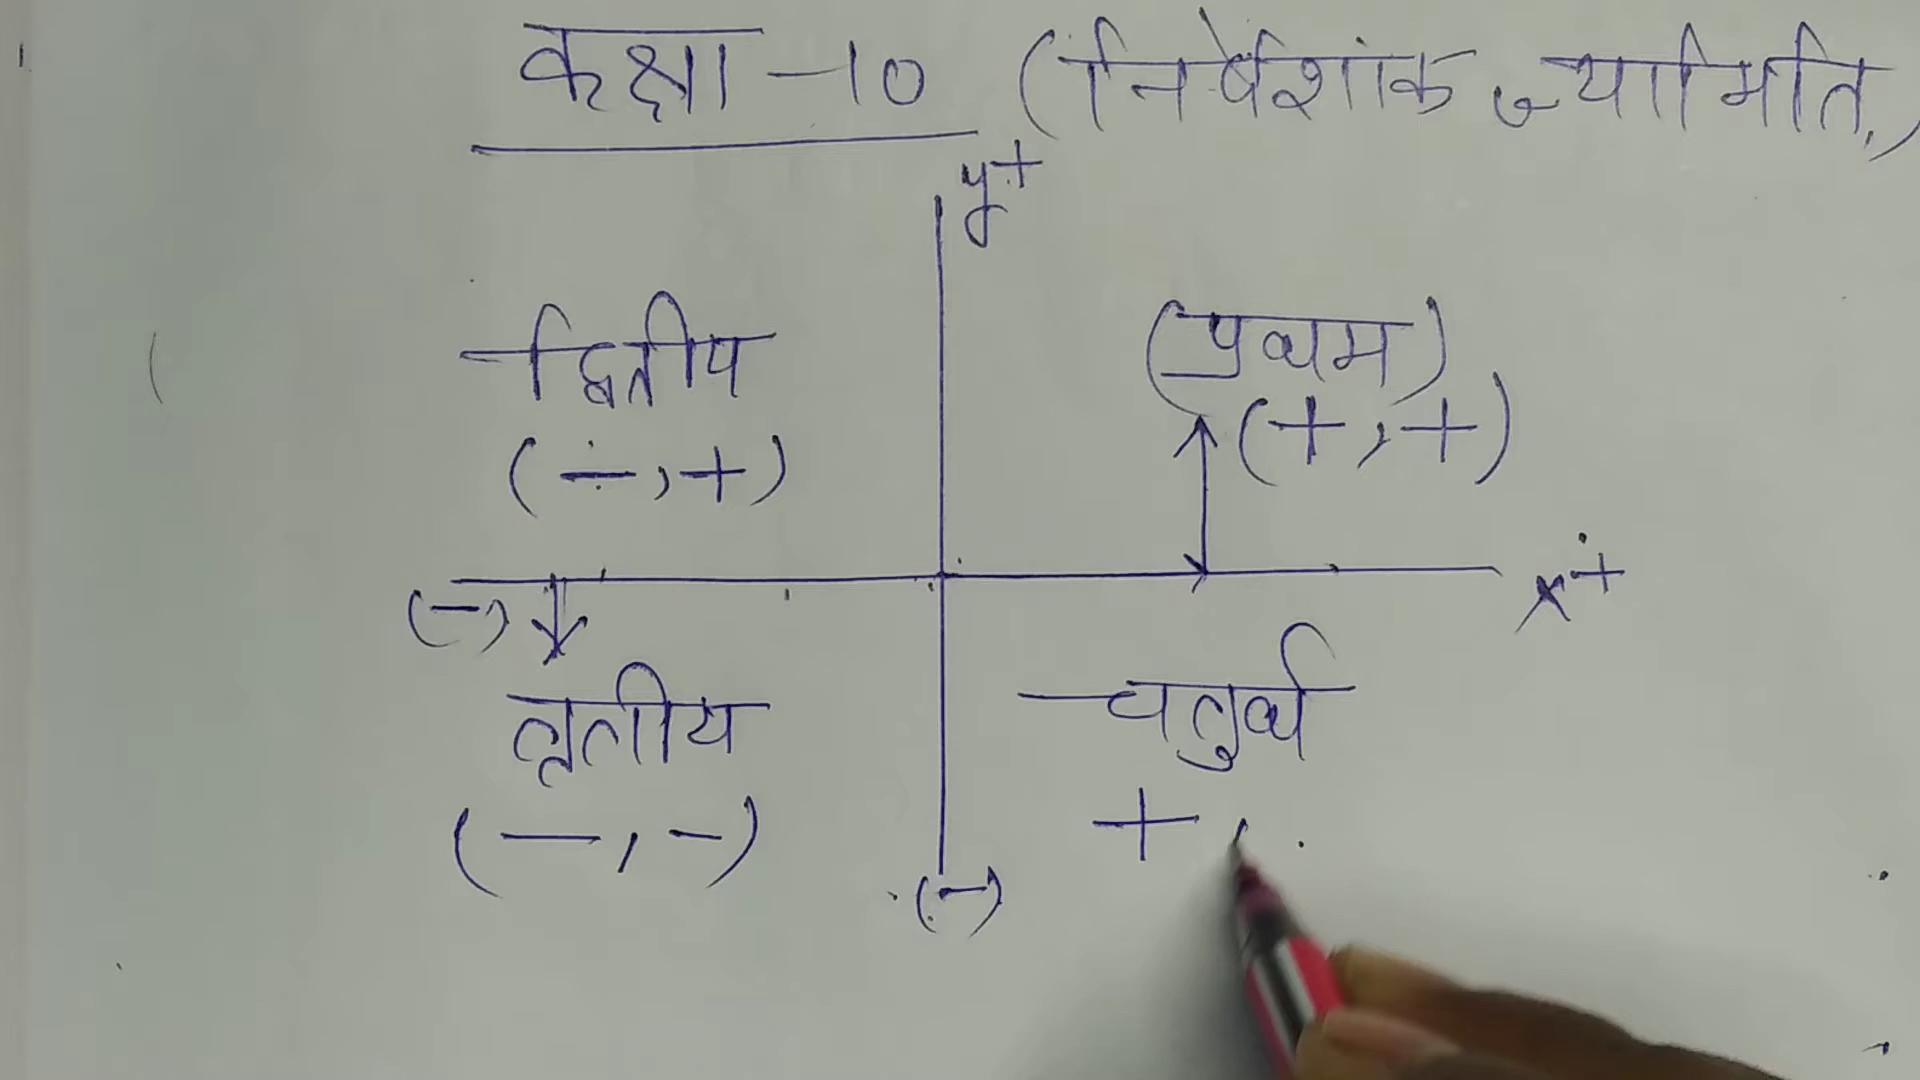 कक्षा -10 (निर्देशांक ज्यामिति)
y+
द्वितीय (प्रथम)
(-,+) (+,+)
x+
(-)
तृतीय चतुर्थ
(-,-) +,
(-)